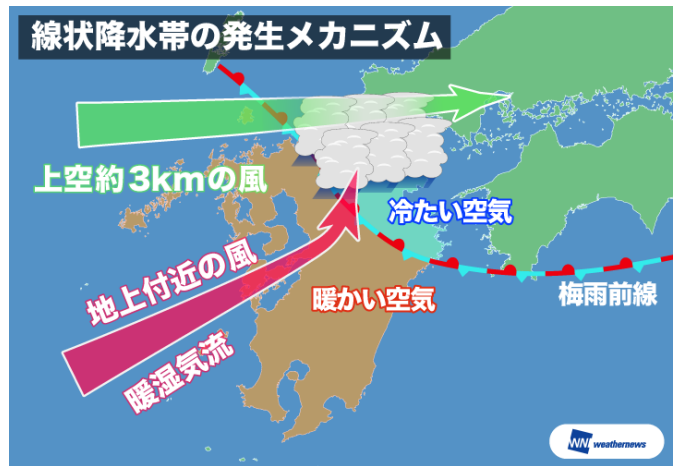 線状降水帯の発生メカニズム
上空約3kmの風
冷たい空気
地上付近の風
暖かい空気
梅雨前線
暖湿気流
WN weathernews